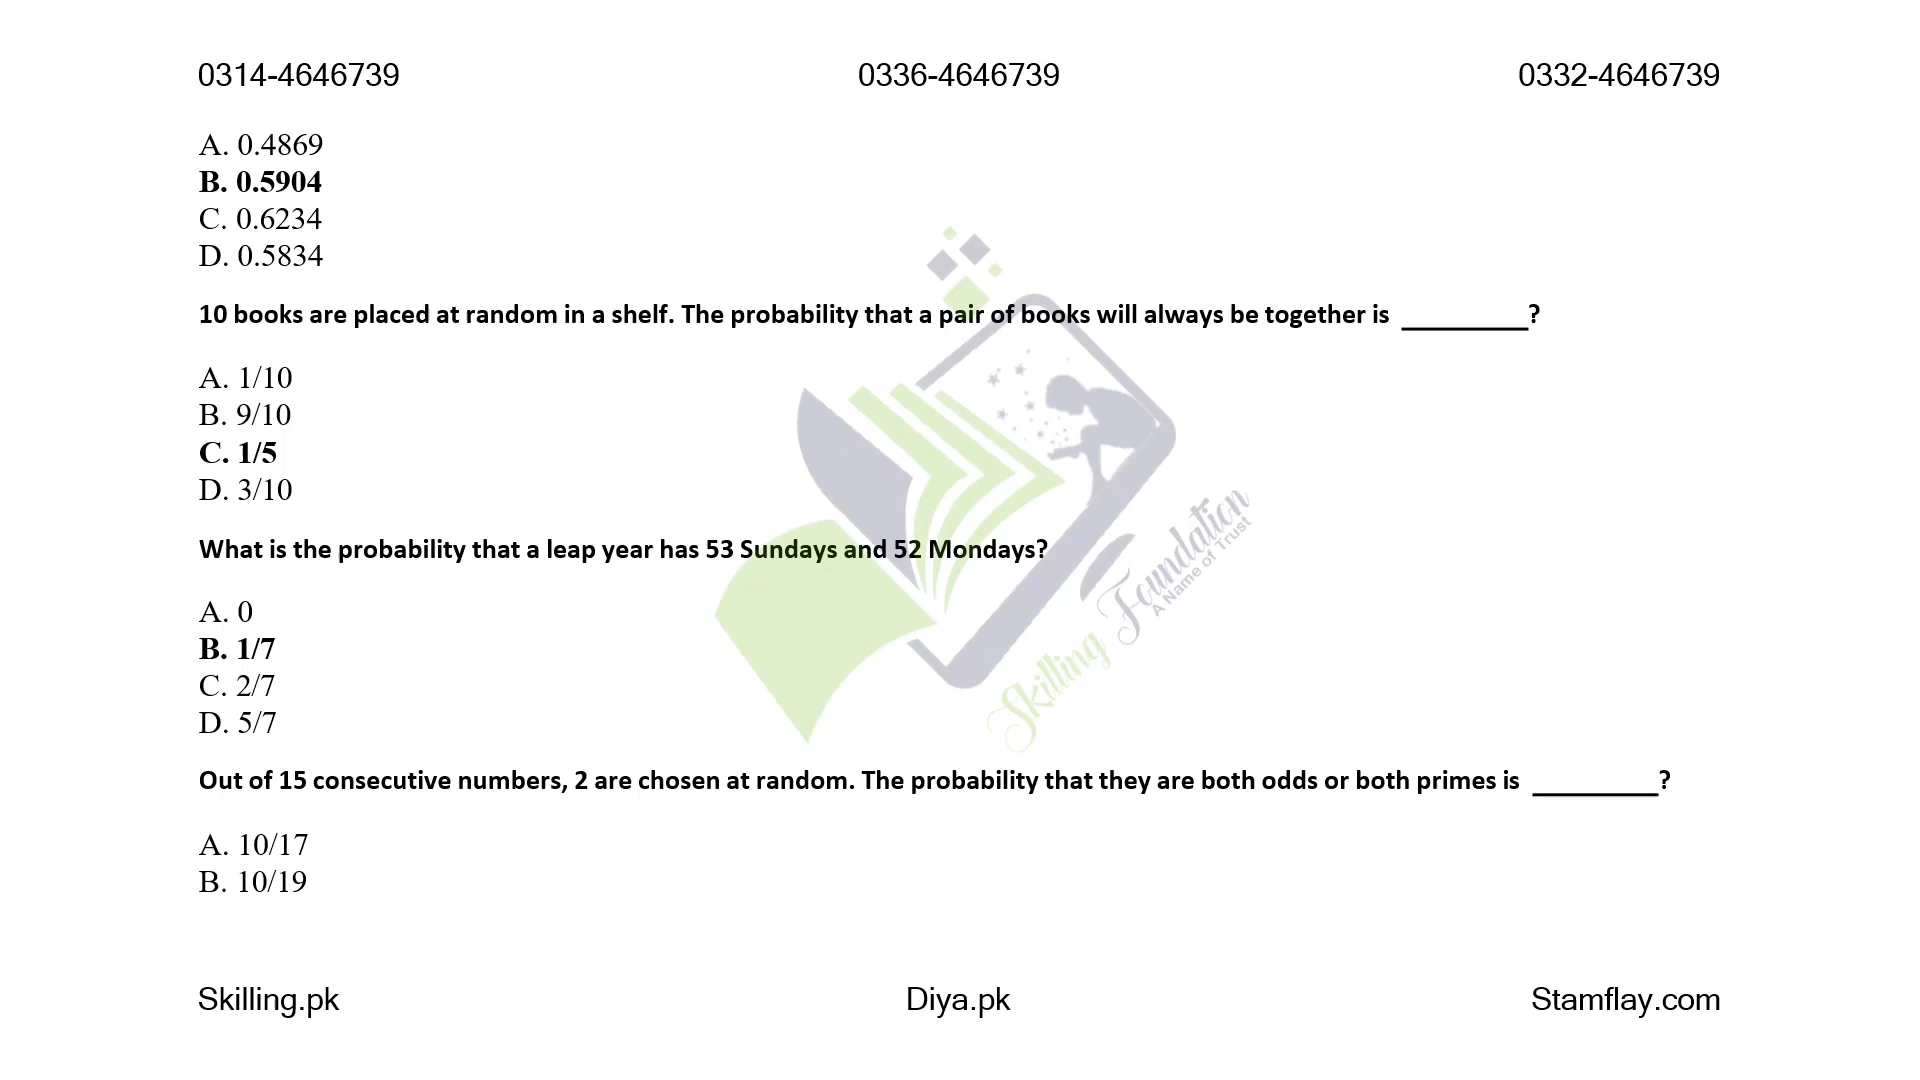 0314-4646739 0336-4646739 0332-4646739
A. 0.4869
B. 0.5904
C. 0.6234
D. 0.5834
10 books are placed at random in a shelf. The probability that a pair of books will always be together is _________?
A. 1/10
B. 9/10
C. 1/5
D. 3/10
What is the probability that a leap year has 53 Sundays and 52 Mondays?
A. 0
B. 1/7
C. 2/7
D. 5/7
Out of 15 consecutive numbers, 2 are chosen at random. The probability that they are both odds or both primes is _________?
A. 10/17
B. 10/19
Skilling Foundation
A Name of Trust
Skilling.pk Diya.pk Stamflay.com